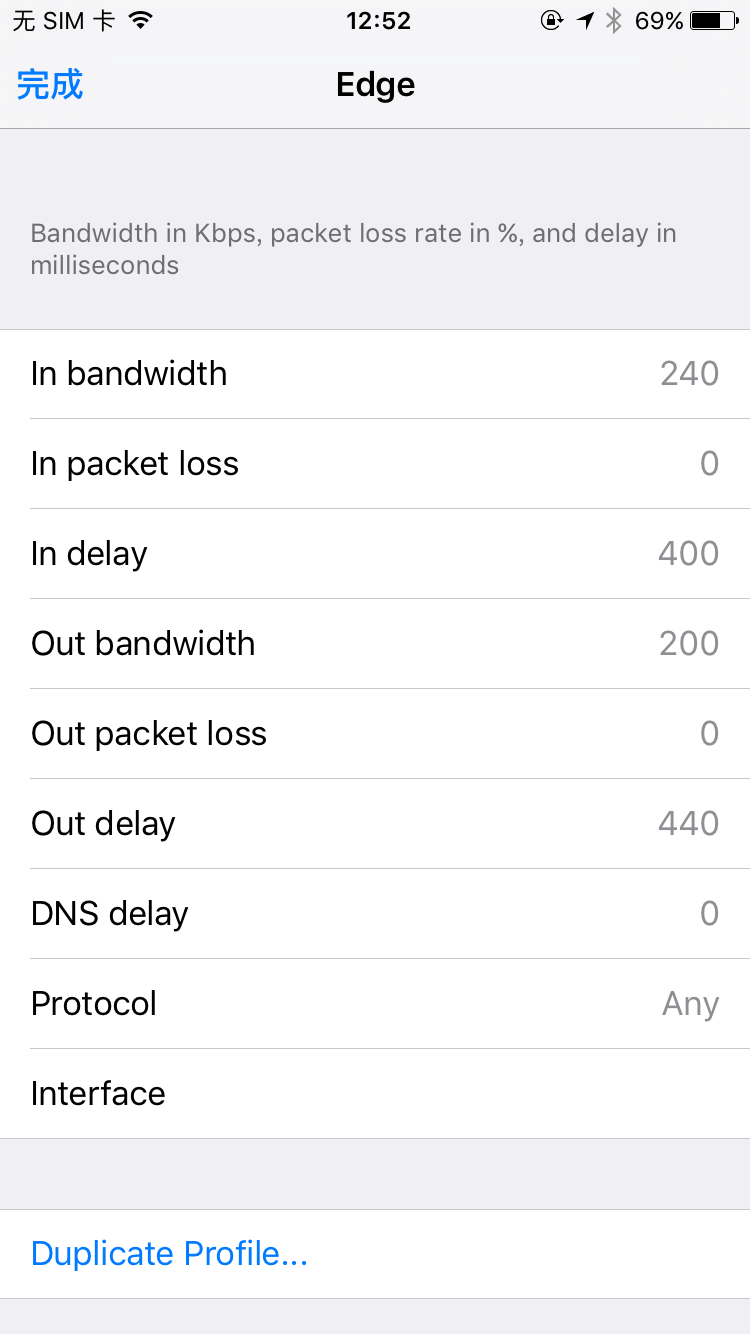 无 SIM 卡 12:52 69%
完成 Edge
Bandwidth in Kbps, packet loss rate in %, and delay in
milliseconds
In bandwidth 240
In packet loss 0
In delay 400
Out bandwidth 200
Out packet loss 0
Out delay 440
DNS delay 0
Protocol Any
Interface
Duplicate Profile...